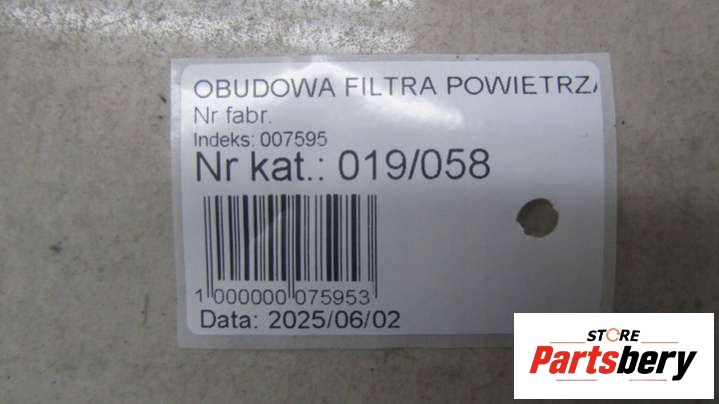 OBUDOWA FILTRA POWIETRZA
Nr fabr.
Indeks: 007595
Nr kat.: 019/058
1 000000 075953
Data: 2025/06/02
STORE
Partsbery